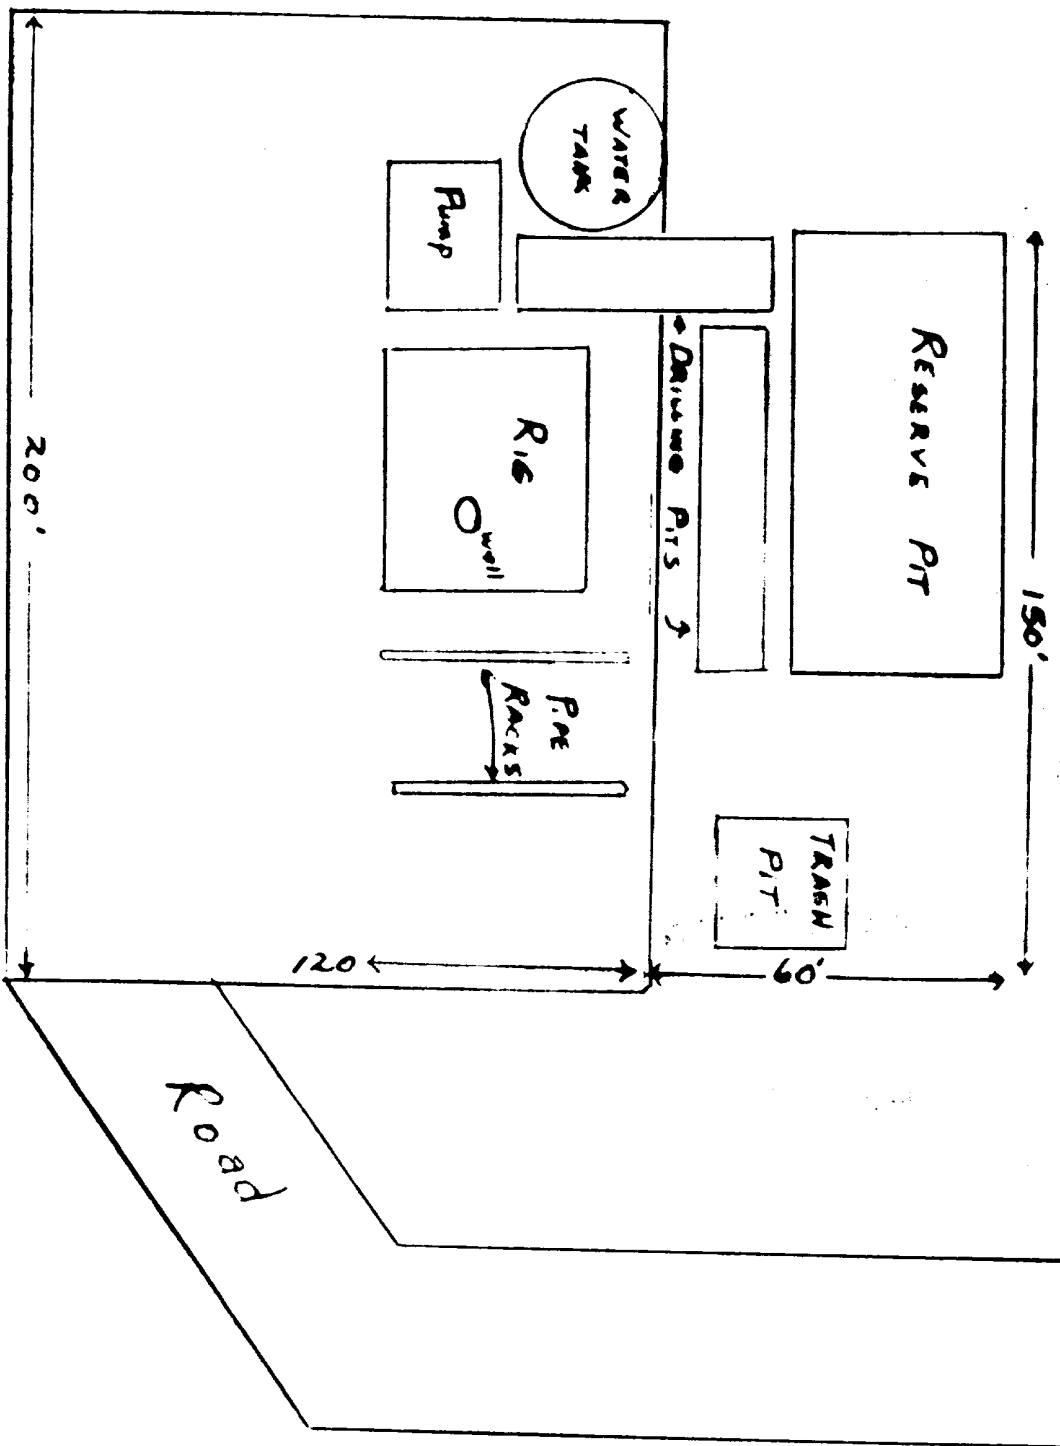 WATER
TANK
Pump
RESERVE PIT
150'
DRILLING PITS
RIG
well
200'
PIPE
RACKS
TRASH
PIT
120
60'
Road